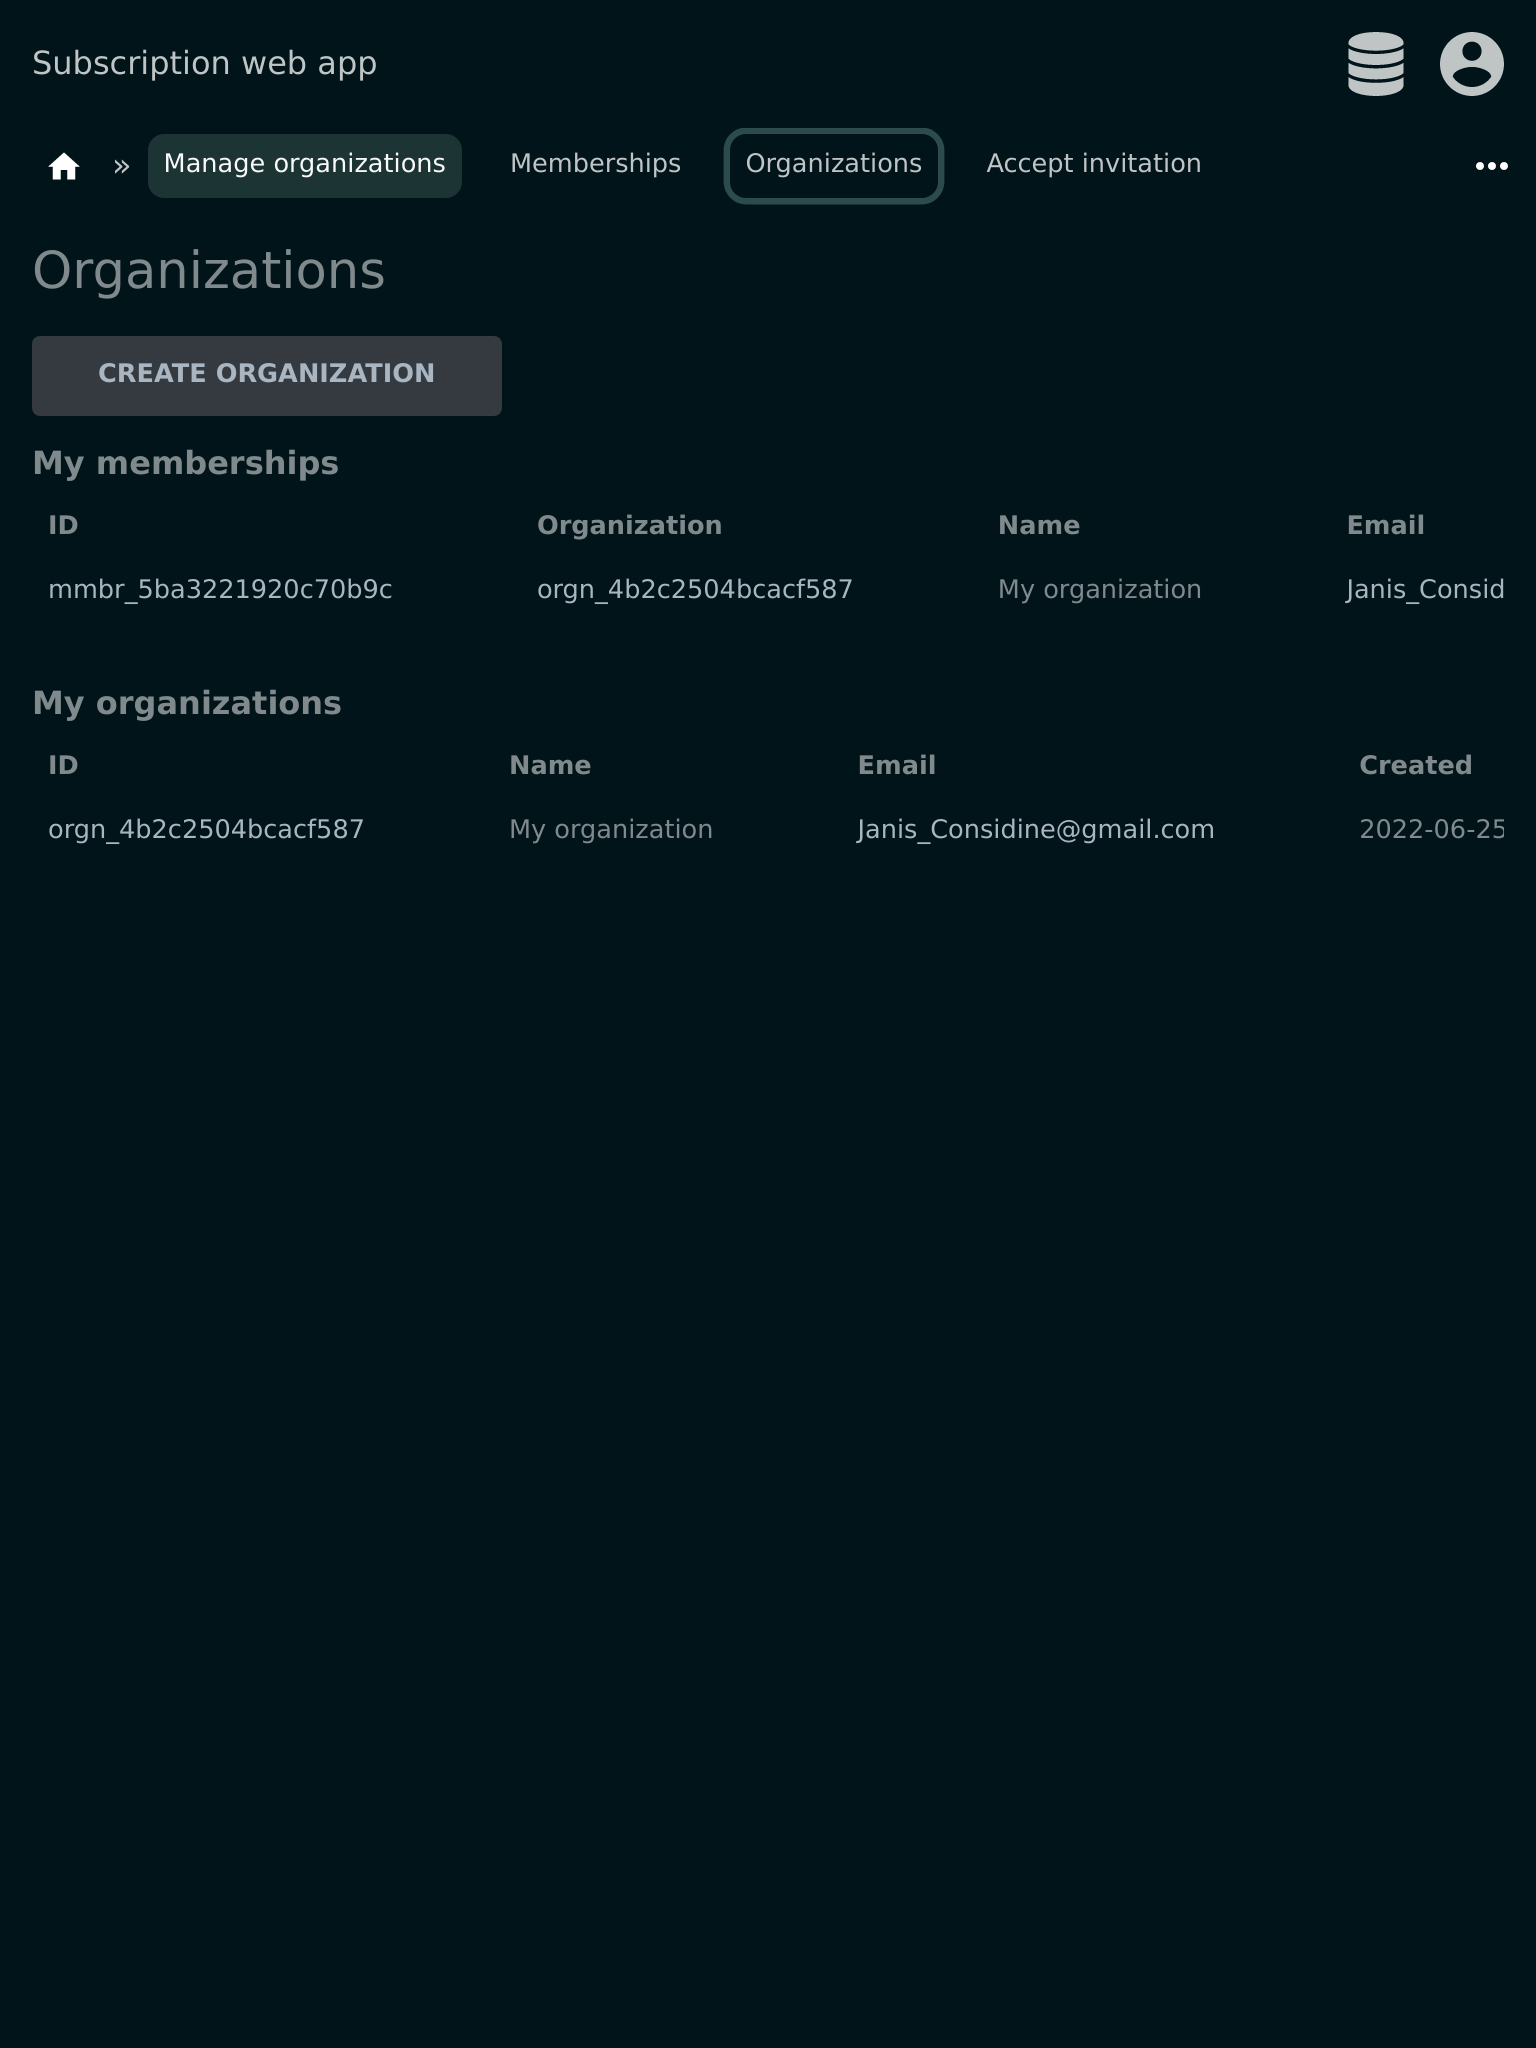 Subscription web app
» Manage organizations Memberships Organizations Accept invitation
Organizations
CREATE ORGANIZATION
My memberships
ID Organization Name Email
mmbr_5ba3221920c70b9c orgn_4b2c2504bcacf587 My organization Janis_Consid
My organizations
ID Name Email Created
orgn_4b2c2504bcacf587 My organization Janis_Considine@gmail.com 2022-06-25